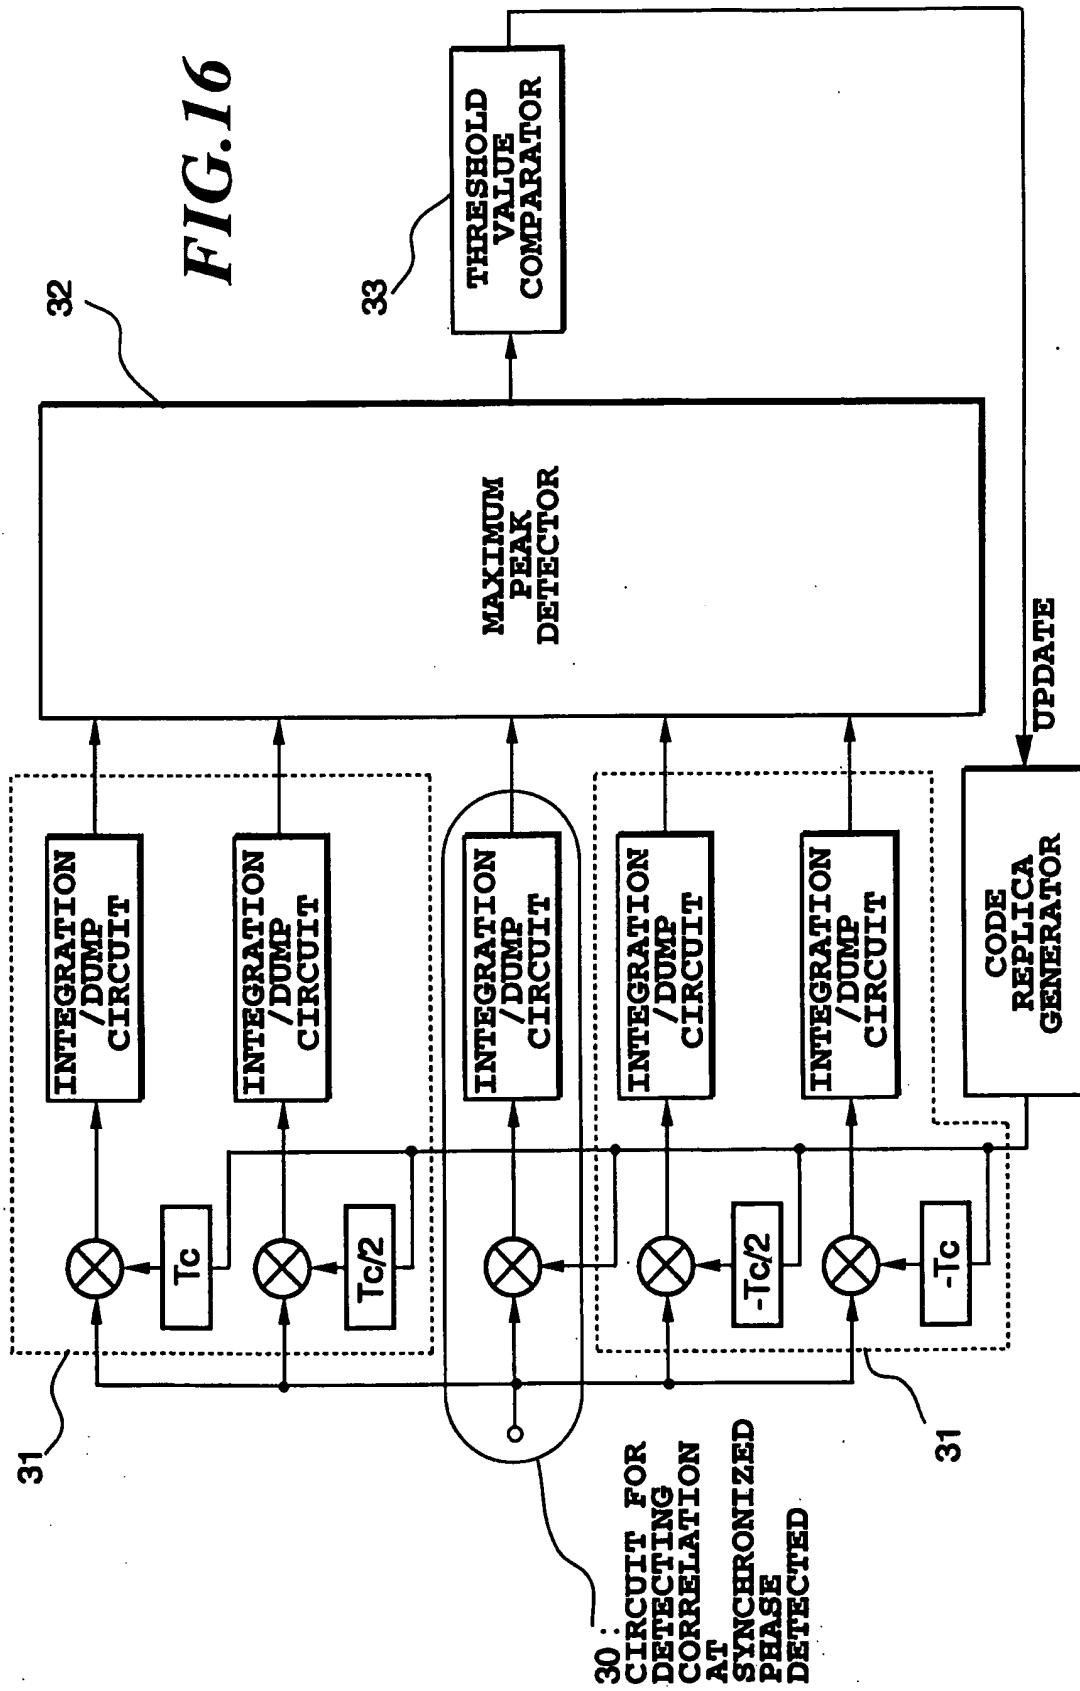 FIG.16
31
INTEGRATION
/DUMP
CIRCUIT
Tc
INTEGRATION
/DUMP
CIRCUIT
Tc/2
32
MAXIMUM
PEAK
DETECTOR
33
THRESHOLD
VALUE
COMPARATOR
30 :
CIRCUIT FOR
DETECTING
CORRELATION
AT
SYNCHRONIZED
PHASE
DETECTED
INTEGRATION
/DUMP
CIRCUIT
INTEGRATION
/DUMP
CIRCUIT
-Tc/2
INTEGRATION
/DUMP
CIRCUIT
-Tc
31
CODE
REPLICA
GENERATOR
UPDATE